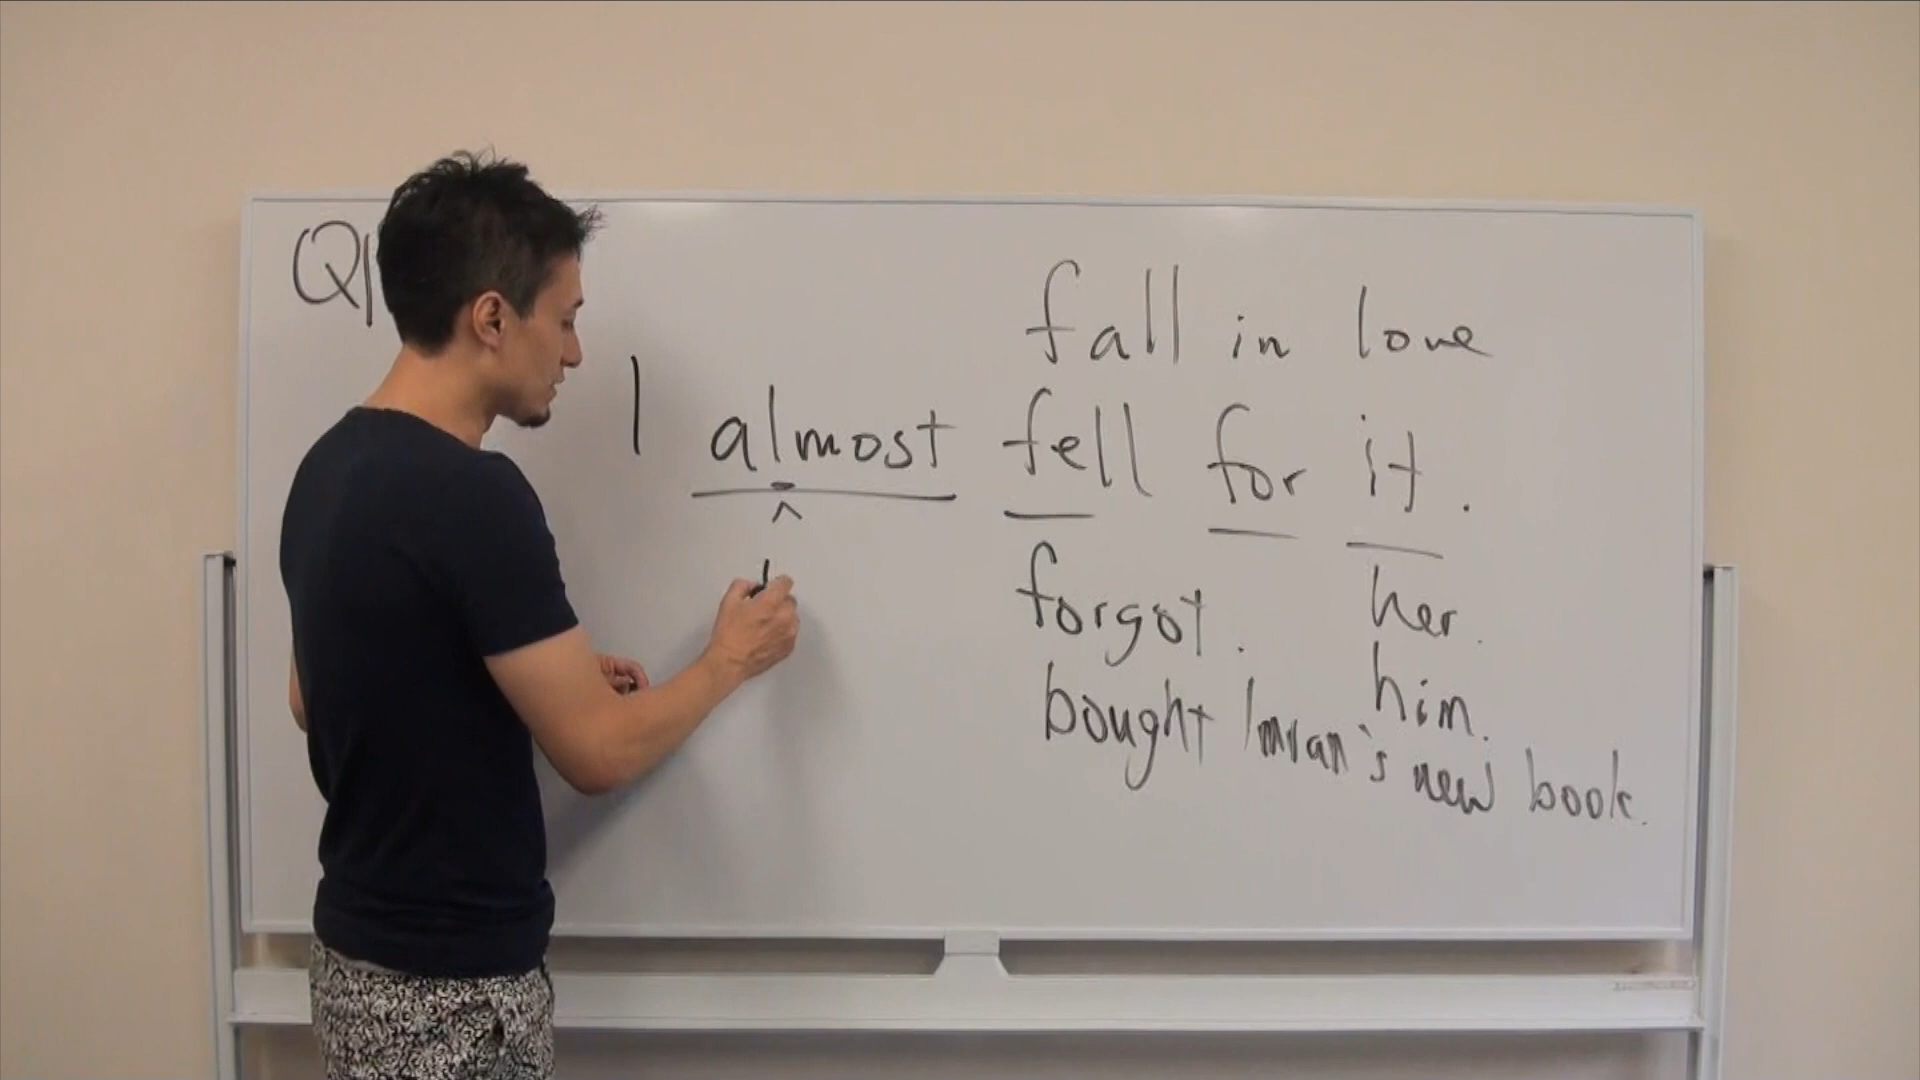 Q1
fall in love
I almost fell for it.
^
forgot. her.
him.
bought Imran's new book.